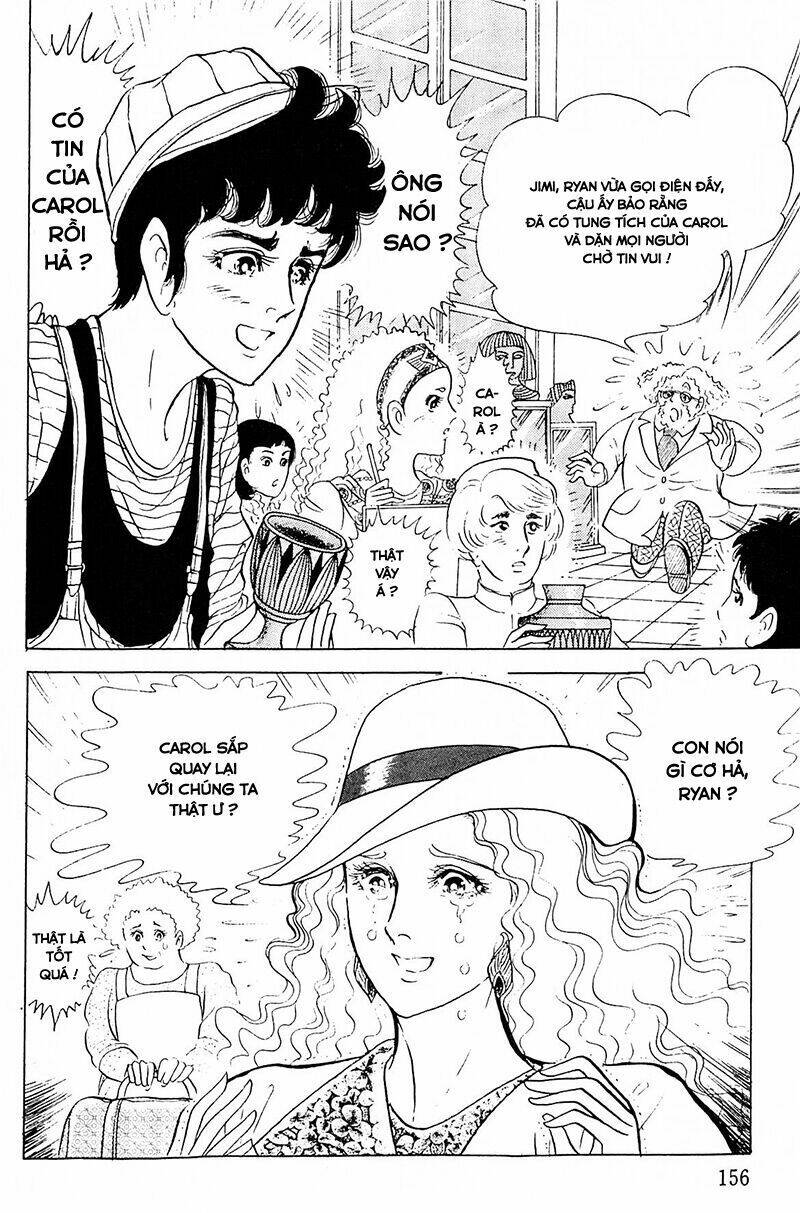 CÓ
TIN
CỦA
CAROL
RỒI
HẢ ?
ÔNG
NÓI
SAO ?
JIMI, RYAN VỪA GỌI ĐIỆN ĐẤY,
CẬU ẤY BẢO RẰNG
ĐÃ CÓ TUNG TÍCH CỦA CAROL
VÀ DẶN MỌI NGƯỜI
CHỜ TIN VUI !
CA-
ROL
À ?
THẬT
VẬY
Á ?
CAROL SẮP
QUAY LẠI
VỚI CHÚNG TA
THẬT Ư ?
CON NÓI
GÌ CƠ HẢ,
RYAN ?
THẬT LÀ
TỐT
QUÁ !
156